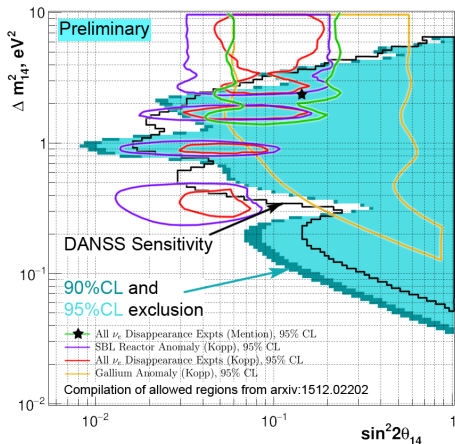 Preliminary
Δ m²₁₄, eV²
10
1
10⁻¹
10⁻²
DANSS Sensitivity
90%CL and
95%CL exclusion
All νₑ Disappearance Expts (Mention), 95% CL
SBL Reactor Anomaly (Kopp), 95% CL
All νₑ Disappearance Expts (Kopp), 95% CL
Gallium Anomaly (Kopp), 95% CL
Compilation of allowed regions from arxiv:1512.02202
10⁻²
10⁻¹
1
sin²2θ₁₄